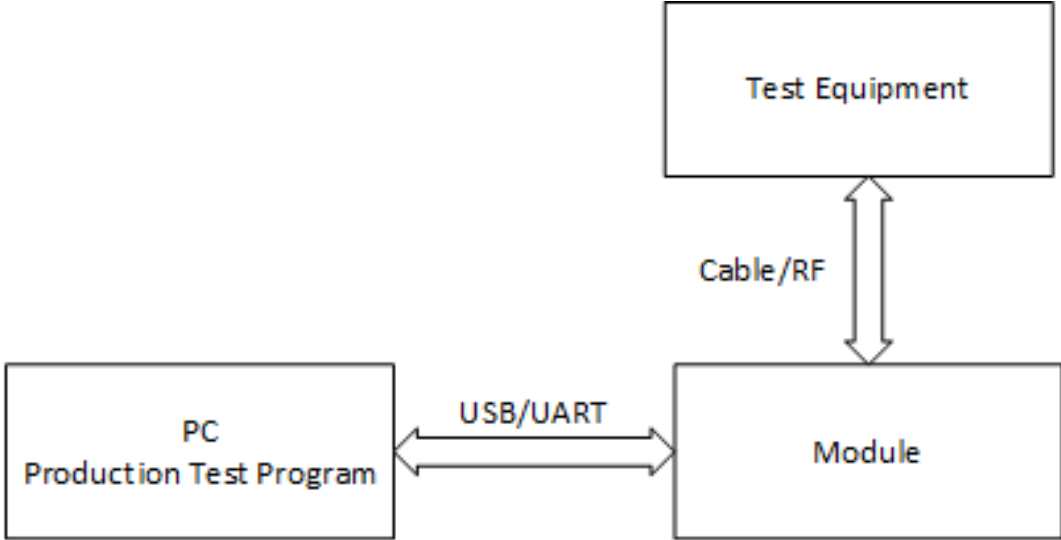 Test Equipment
Cable/RF
USB/UART
PC
Production Test Program
Module